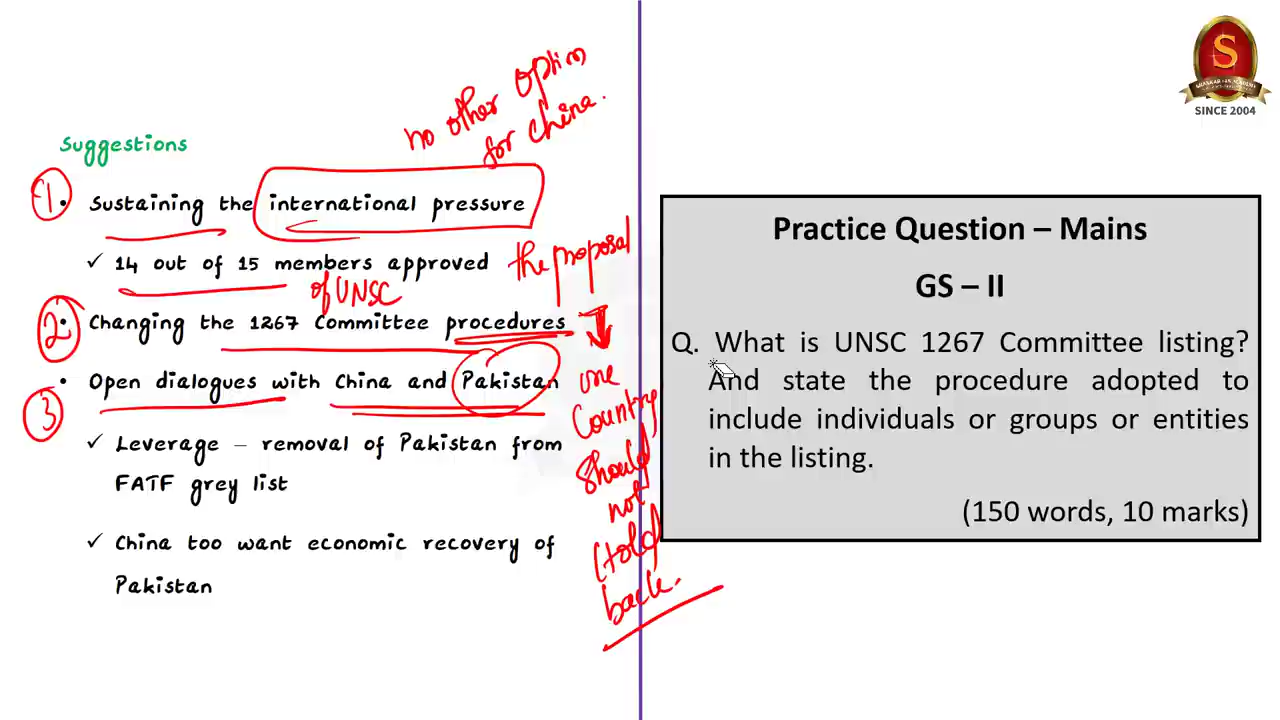 Suggestions
no other option
for China.
1
• Sustaining the international pressure
✓ 14 out of 15 members approved the proposal
of UNSC
2
• Changing the 1267 Committee procedures
• Open dialogues with China and Pakistan
3
✓ Leverage – removal of Pakistan from
FATF grey list
✓ China too want economic recovery of
Pakistan
one
Country
should
not
hold
back.
SHANKAR IAS ACADEMY
SINCE 2004
Practice Question – Mains
GS – II
Q. What is UNSC 1267 Committee listing?
And state the procedure adopted to
include individuals or groups or entities
in the listing.
(150 words, 10 marks)